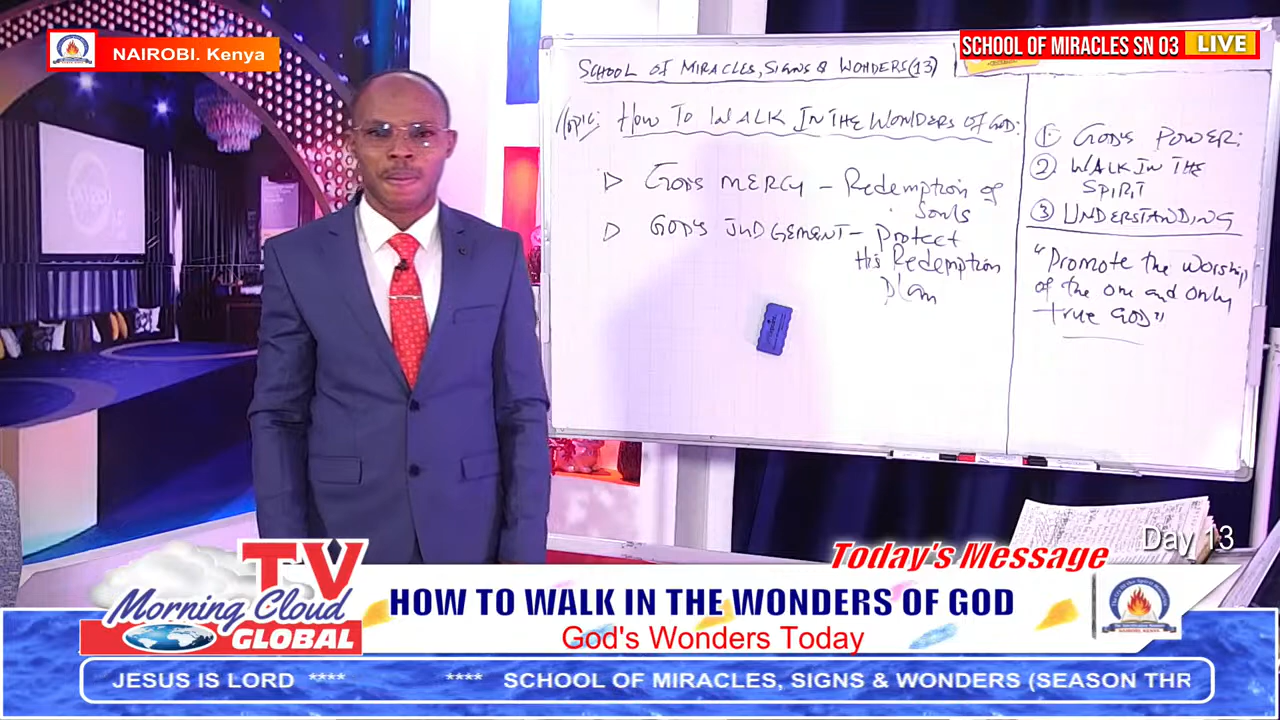 NAIROBI. Kenya
SCHOOL OF MIRACLES SN 03
LIVE
SCHOOL OF MIRACLES, SIGNS & WONDERS (13)
Topic: HOW TO WALK IN THE WONDERS OF GOD:
GODS MERCY – Redemption of
Souls
GOD'S JUDGEMENT – Protect
His Redemption
Plan
① GODS POWER:
② WALK IN THE
SPIRIT
③ UNDERSTANDING
"Promote the worship
of the one and only
true GOD"
Day 13
Today's Message
TV
Morning Cloud
GLOBAL
HOW TO WALK IN THE WONDERS OF GOD
God's Wonders Today
NAIROBI, KENYA
JESUS IS LORD **** **** SCHOOL OF MIRACLES, SIGNS & WONDERS (SEASON THR